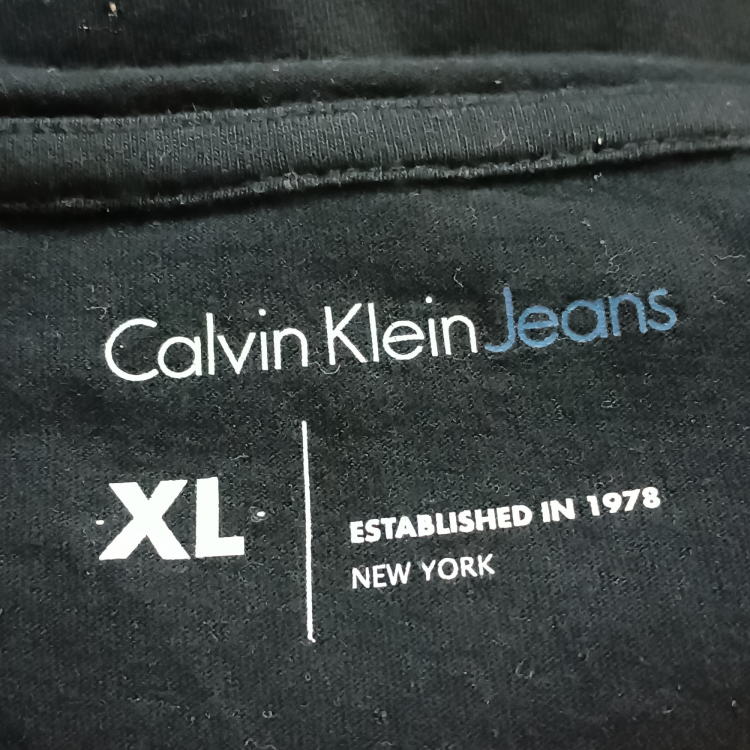 Calvin Klein Jeans
·XL·
ESTABLISHED IN 1978
NEW YORK